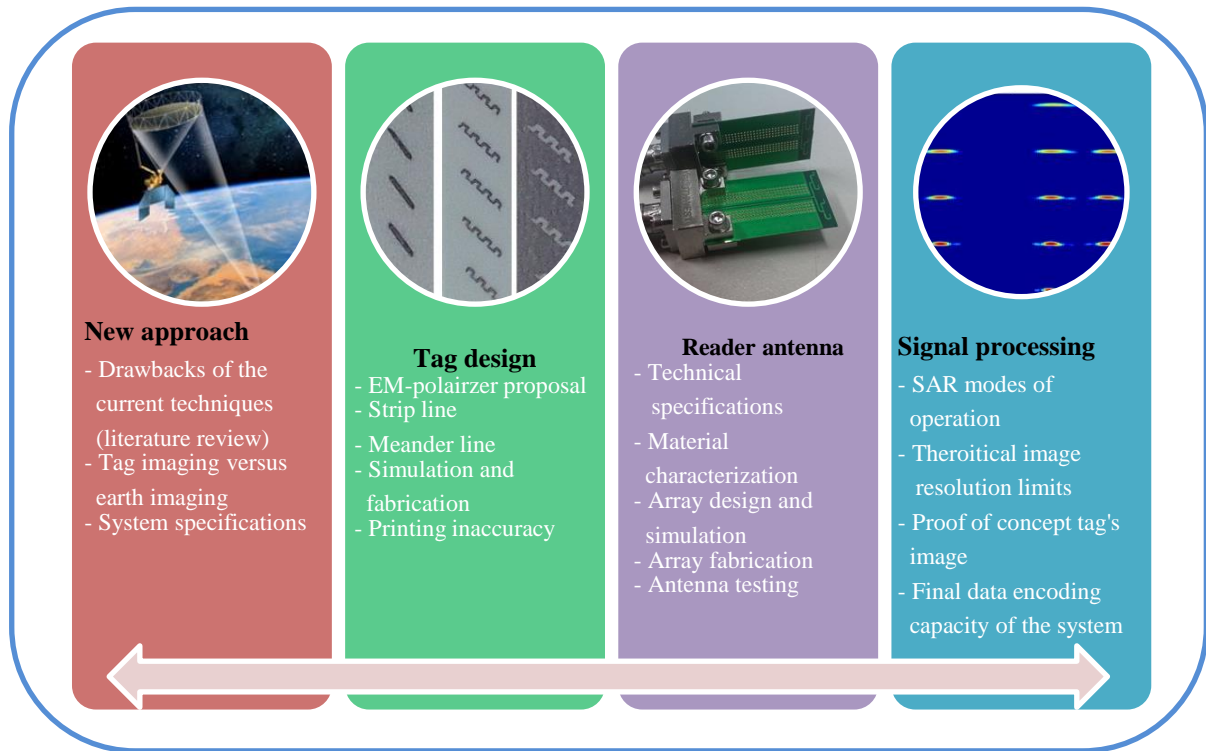 New approach
- Drawbacks of the
current techniques
(literature review)
- Tag imaging versus
earth imaging
- System specifications
Tag design
- EM-polairzer proposal
- Strip line
- Meander line
- Simulation and
fabrication
- Printing inaccuracy
Reader antenna
- Technical
specifications
- Material
characterization
- Array design and
simulation
- Array fabrication
- Antenna testing
Signal processing
- SAR modes of
operation
- Theroitical image
resolution limits
- Proof of concept tag's
image
- Final data encoding
capacity of the system